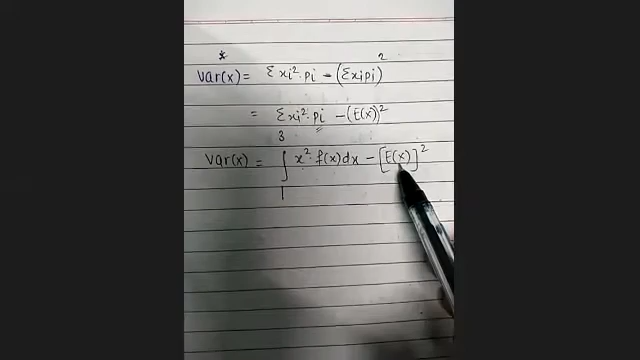 *
Var(x) = Σxi²·pi - (Σxipi)²
= Σxi²·pi - (E(x))²
Var(x) = ∫₁³ x²·f(x)dx - [E(x)]²